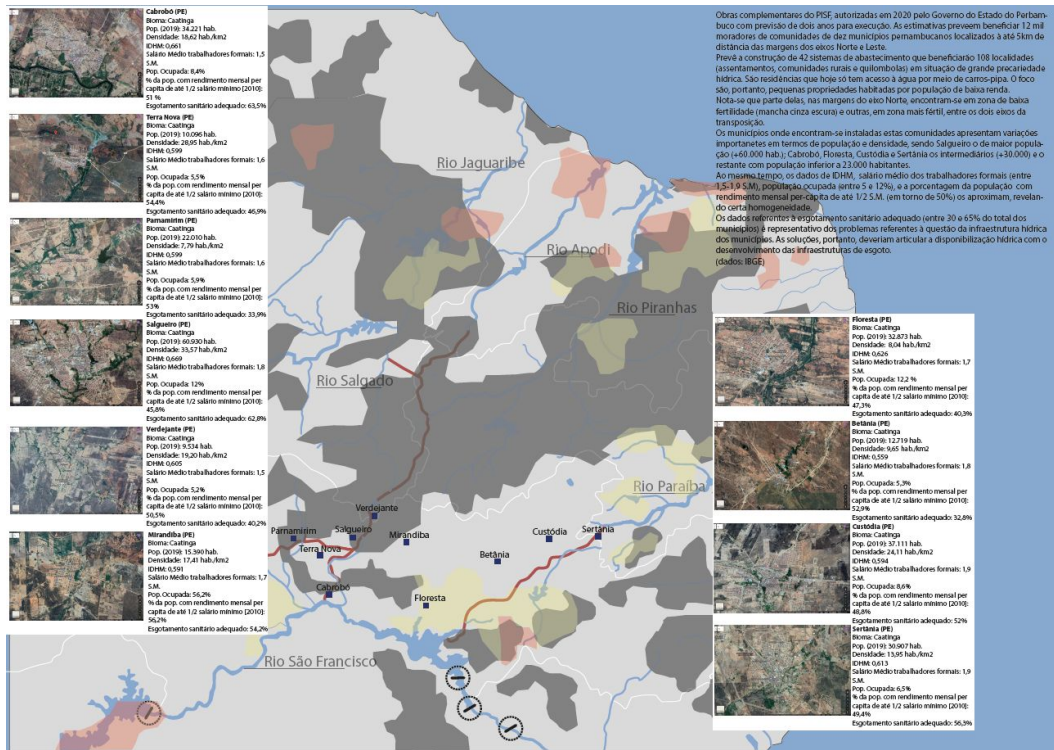 Cabrobó (PE)
Bioma: Caatinga
Pop. (2019): 34.221 hab.
Densidade: 18,62 hab./km2
IDHM: 0,661
Salário Médio trabalhadores formais: 1,5
S.M.
Pop. Ocupada: 8,4%
% da pop. com rendimento mensal per
capita de até 1/2 salário mínimo [2010]:
51 %
Esgotamento sanitário adequado: 63,5%
Terra Nova (PE)
Bioma: Caatinga
Pop. (2019): 10.096 hab.
Densidade: 28,95 hab./km2
IDHM: 0,599
Salário Médio trabalhadores formais: 1,6
S.M.
Pop. Ocupada: 5,5%
% da pop. com rendimento mensal per
capita de até 1/2 salário mínimo [2010]:
54,4%
Esgotamento sanitário adequado: 46,9%
Parnamirim (PE)
Bioma: Caatinga
Pop. (2019): 22.010 hab.
Densidade: 7,79 hab./km2
IDHM: 0,599
Salário Médio trabalhadores formais: 1,6
S.M.
Pop. Ocupada: 5,9%
% da pop. com rendimento mensal per
capita de até 1/2 salário mínimo [2010]:
53%
Esgotamento sanitário adequado: 33,9%
Salgueiro (PE)
Bioma: Caatinga
Pop. (2019): 60.930 hab.
Densidade: 33,57 hab./km2
IDHM: 0,669
Salário Médio trabalhadores formais: 1,8
S.M.
Pop. Ocupada: 12%
% da pop. com rendimento mensal per
capita de até 1/2 salário mínimo [2010]:
45,8%
Esgotamento sanitário adequado: 62,8%
Verdejante (PE)
Bioma: Caatinga
Pop. (2019): 9.534 hab.
Densidade: 19,20 hab./km2
IDHM: 0,605
Salário Médio trabalhadores formais: 1,5
S.M.
Pop. Ocupada: 5,2%
% da pop. com rendimento mensal per
capita de até 1/2 salário mínimo [2010]:
50,5%
Esgotamento sanitário adequado: 40,2%
Mirandiba (PE)
Bioma: Caatinga
Pop. (2019): 15.390 hab.
Densidade: 17,41 hab./km2
IDHM: 0,591
Salário Médio trabalhadores formais: 1,7
S.M.
Pop. Ocupada: 56,2%
% da pop. com rendimento mensal per
capita de até 1/2 salário mínimo [2010]:
56,2%
Esgotamento sanitário adequado: 54,2%
Rio Jaguaribe
Rio Apodi
Rio Piranhas
Rio Salgado
Rio Paraíba
Verdejante
Parnamirim
Salgueiro
Mirandiba
Custódia
Sertânia
Terra Nova
Betânia
Cabrobó
Floresta
Rio São Francisco
Obras complementares do PISF, autorizadas em 2020 pelo Governo do Estado do Perbam-
buco com previsão de dois anos para execução. As estimativas preveem beneficiar 12 mil
moradores de comunidades de dez municípios pernambucanos localizados à até 5km de
distância das margens dos eixos Norte e Leste.
Prevê a construção de 42 sistemas de abastecimento que beneficiarão 108 localidades
(assentamentos, comunidades rurais e quilombolas) em situação de grande precariedade
hídrica. São residências que hoje só tem acesso à água por meio de carros-pipa. O foco
são, portanto, pequenas propriedades habitadas por população de baixa renda.
Nota-se que parte delas, nas margens do eixo Norte, encontram-se em zona de baixa
fertilidade (mancha cinza escura) e outras, em zona mais fértil, entre os dois eixos da
transposição.
Os municípios onde encontram-se instaladas estas comunidades apresentam variações
importanetes em termos de população e densidade, sendo Salgueiro o de maior popula-
ção (+60.000 hab.); Cabrobó, Floresta, Custódia e Sertânia os intermediários (+30.000) e o
restante com população inferior a 23.000 habitantes.
Ao mesmo tempo, os dados de IDHM, salário médio dos trabalhadores formais (entre
1,5-1,9 S.M), população ocupada (entre 5 e 12%), e a porcentagem da população com
rendimento mensal per-capita de até 1/2 S.M. (em torno de 50%) os aproximam, revelan-
do certa homogeneidade.
Os dados referentes à esgotamento sanitário adequado (entre 30 e 65% do total dos
municípios) é representativo dos problemas referentes à questão da infraestrutura hídrica
dos municípios. As soluções, portanto, deveriam articular a disponibilização hídrica com o
desenvolvimento das infraestruturas de esgoto.
(dados: IBGE)
Floresta (PE)
Bioma: Caatinga
Pop. (2019): 32.873 hab.
Densidade: 8,04 hab./km2
IDHM: 0,626
Salário Médio trabalhadores formais: 1,7
S.M.
Pop. Ocupada: 12,2 %
% da pop. com rendimento mensal per
capita de até 1/2 salário mínimo [2010]:
47,3%
Esgotamento sanitário adequado: 40,3%
Betânia (PE)
Bioma: Caatinga
Pop. (2019): 12.719 hab.
Densidade: 9,65 hab./km2
IDHM: 0,559
Salário Médio trabalhadores formais: 1,8
S.M.
Pop. Ocupada: 5,3%
% da pop. com rendimento mensal per
capita de até 1/2 salário mínimo [2010]:
52,9%
Esgotamento sanitário adequado: 32,8%
Custódia (PE)
Bioma: Caatinga
Pop. (2019): 37.111 hab.
Densidade: 24,11 hab./km2
IDHM: 0,594
Salário Médio trabalhadores formais: 1,9
S.M.
Pop. Ocupada: 8,6%
% da pop. com rendimento mensal per
capita de até 1/2 salário mínimo [2010]:
48,8%
Esgotamento sanitário adequado: 52%
Sertânia (PE)
Bioma: Caatinga
Pop. (2019): 30.907 hab.
Densidade: 13,95 hab./km2
IDHM: 0,613
Salário Médio trabalhadores formais: 1,9
S.M.
Pop. Ocupada: 6,5%
% da pop. com rendimento mensal per
capita de até 1/2 salário mínimo [2010]:
49,4%
Esgotamento sanitário adequado: 56,3%